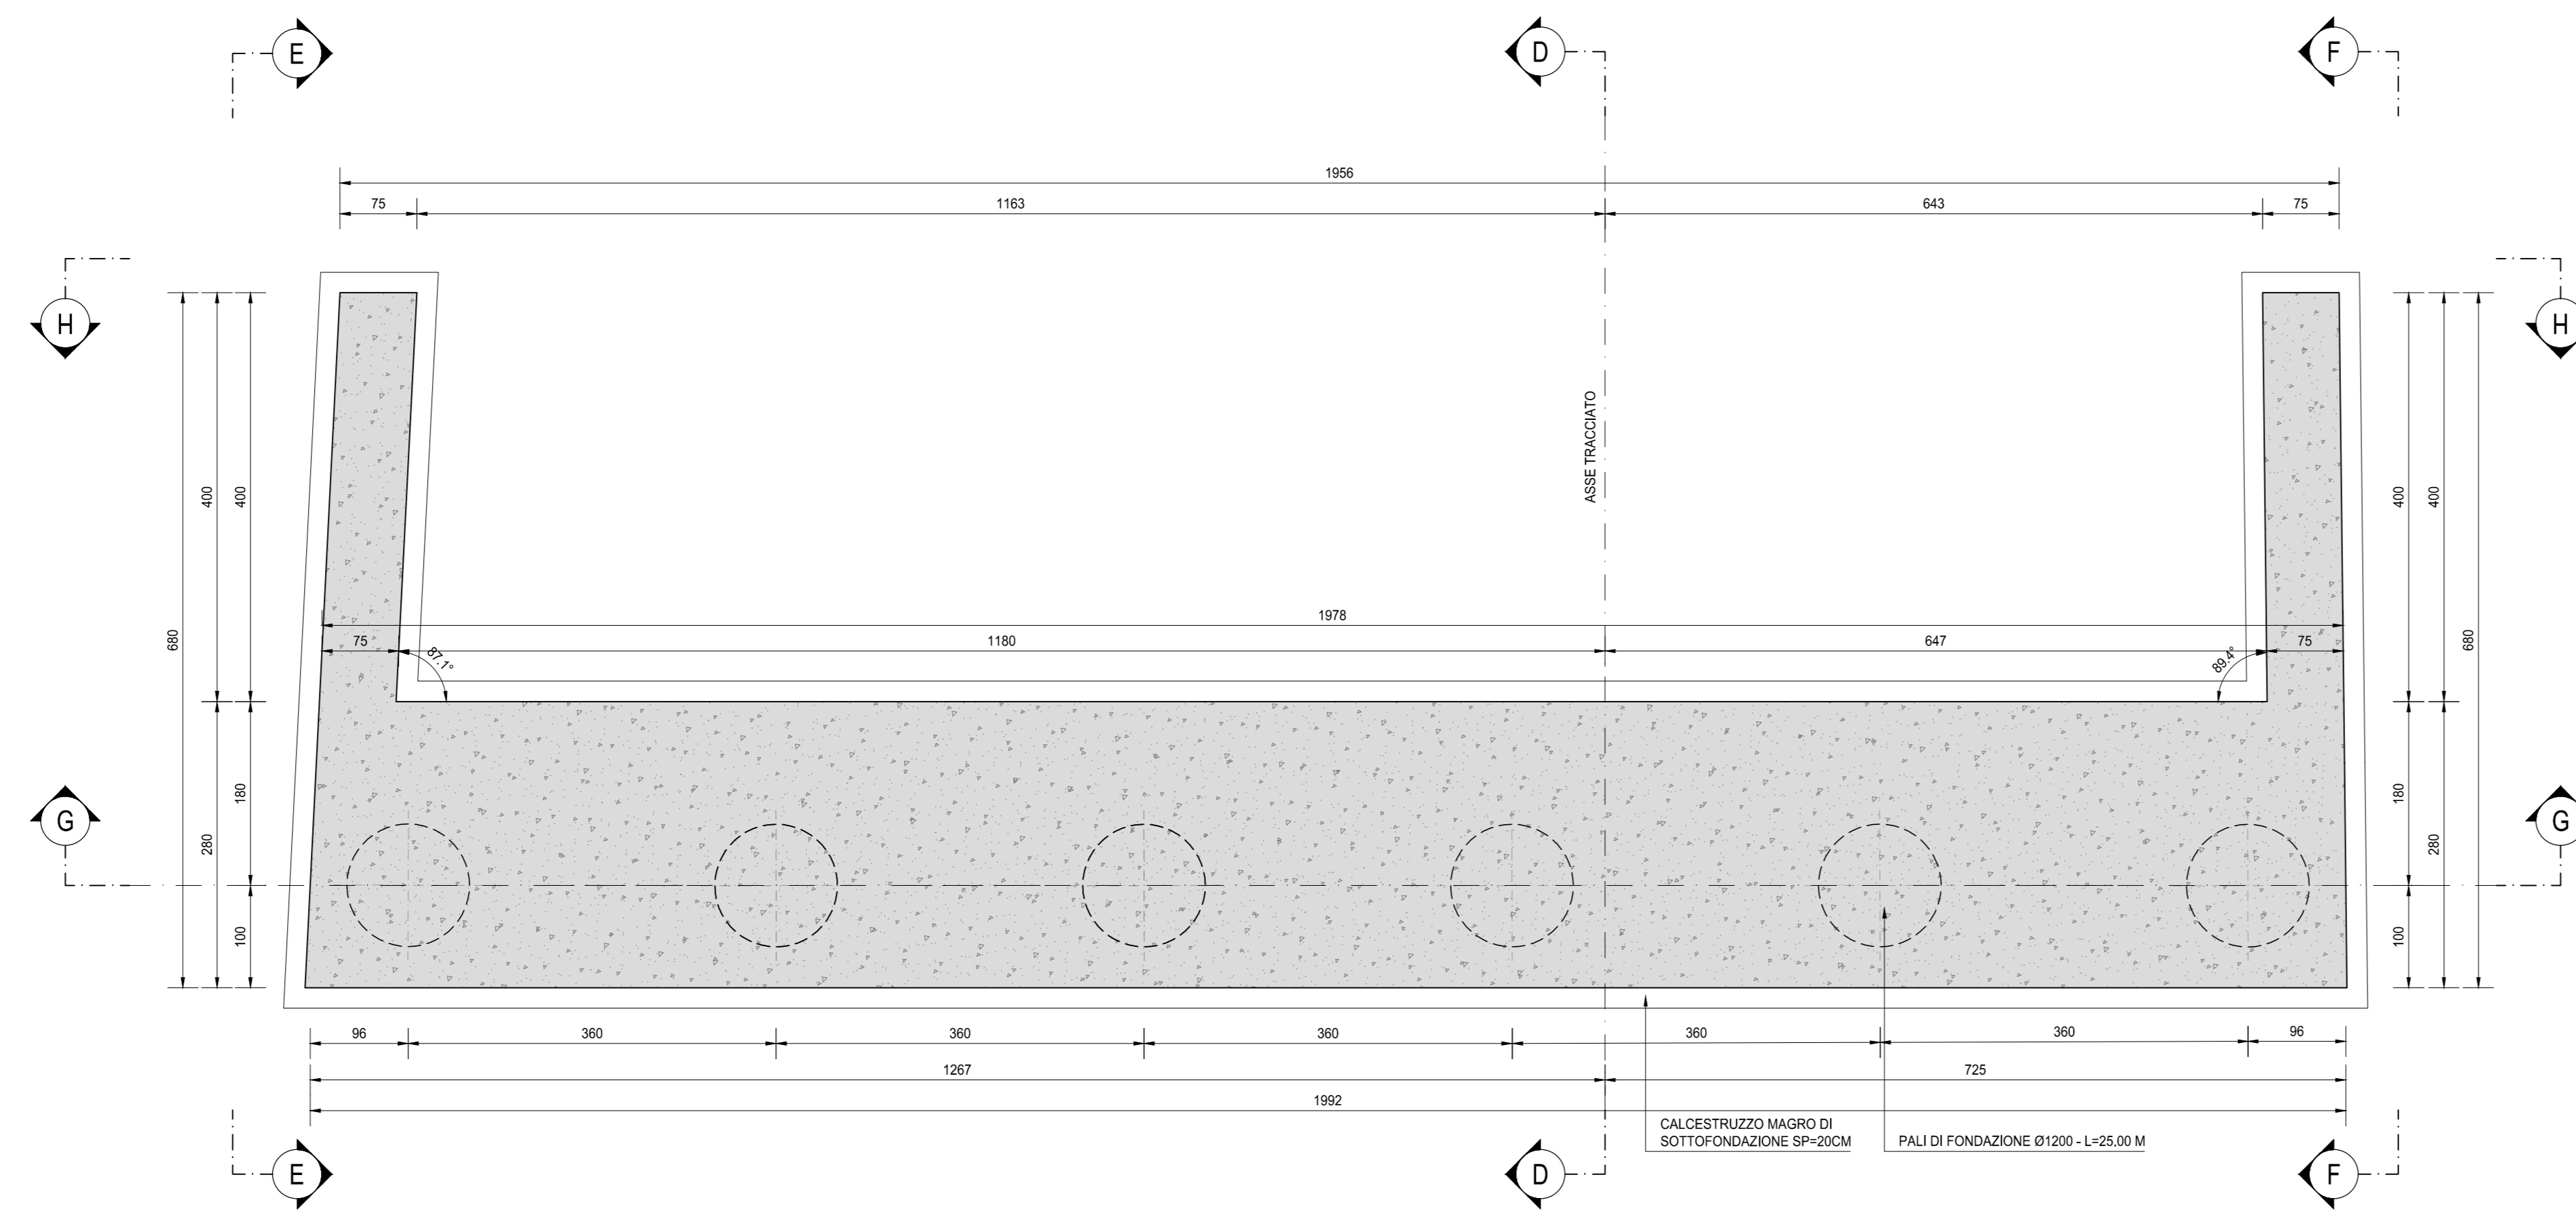 E
D
F
1956
75
1163
643
75
H
H
ASSE TRACCIATO
680
400
400
400
400
680
1978
75
1180
647
75
87.1°
89.4°
G
G
280
180
100
180
280
100
96
360
360
360
360
360
96
1267
725
1992
CALCESTRUZZO MAGRO DI
SOTTOFONDAZIONE SP=20CM
PALI DI FONDAZIONE Ø1200 - L=25,00 M
E
D
F